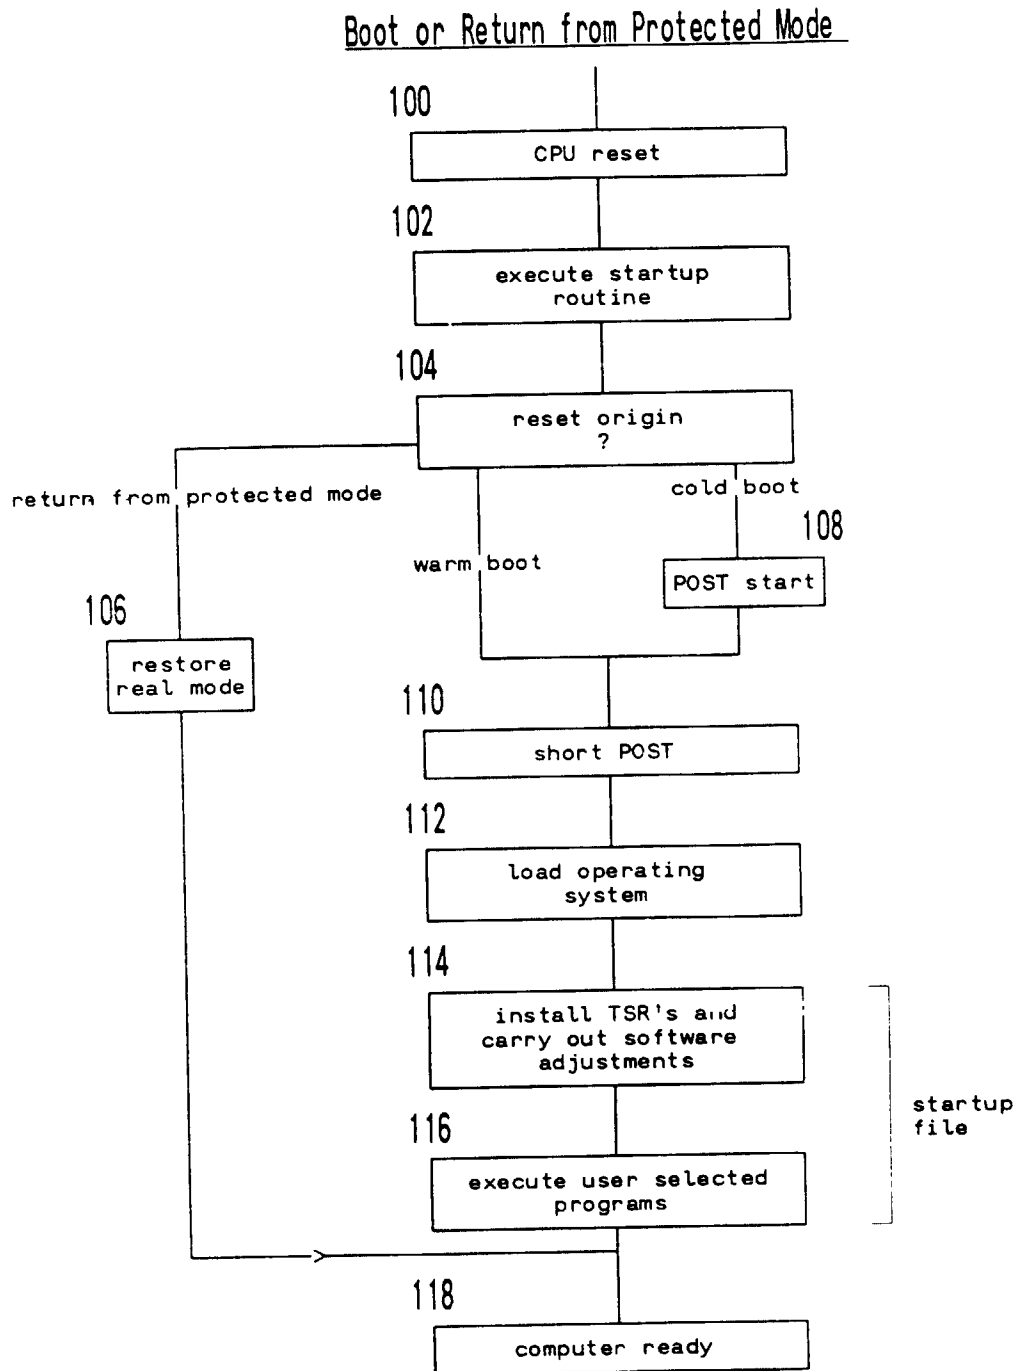 Boot or Return from Protected Mode
100
CPU reset
102
execute startup
routine
104
reset origin
?
return from protected mode
cold boot
108
warm boot
POST start
106
restore
real mode
110
short POST
112
load operating
system
114
install TSR's and
carry out software
adjustments
startup
file
116
execute user selected
programs
118
computer ready